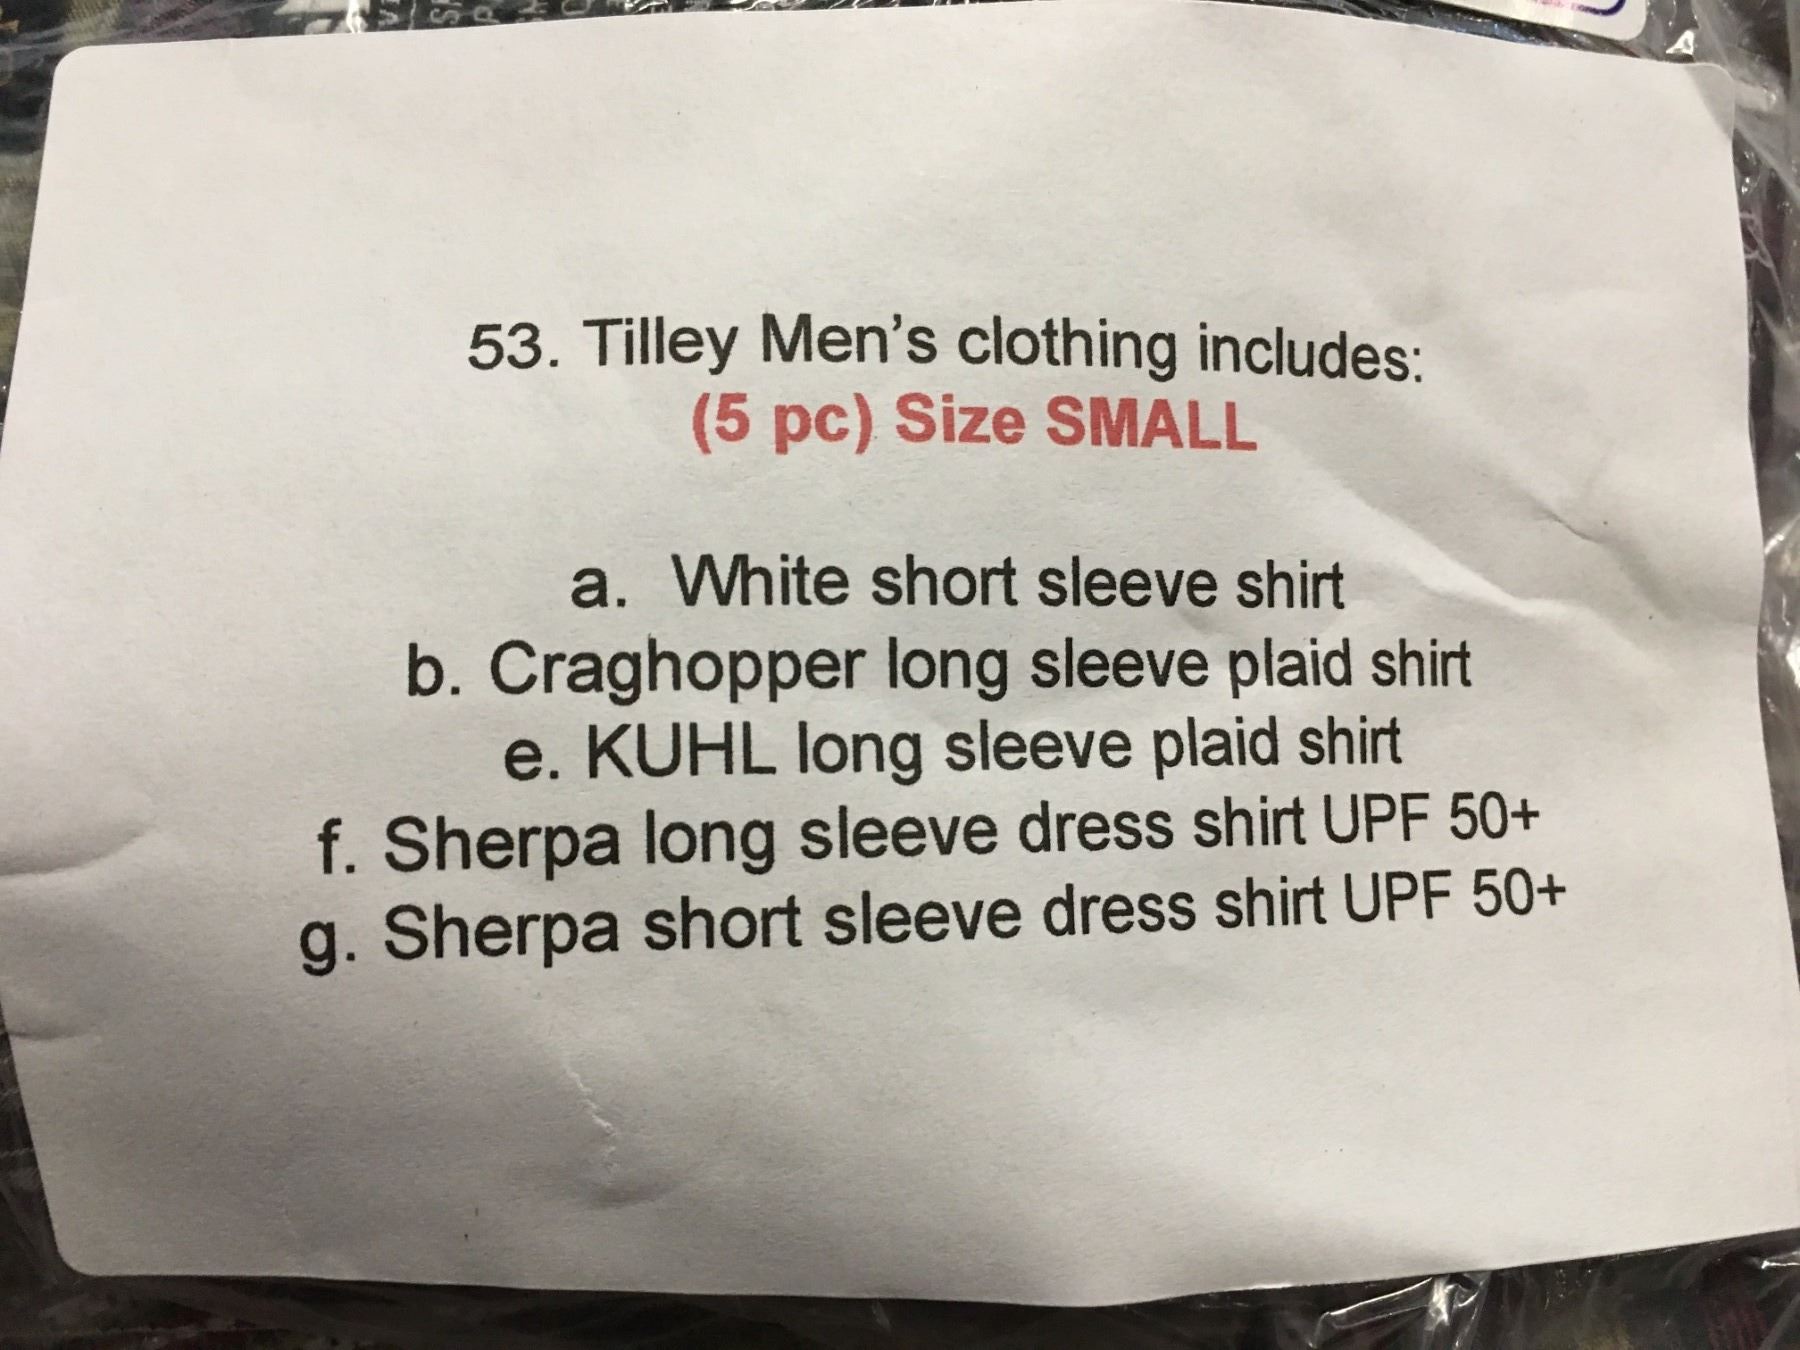 53. Tilley Men's clothing includes:
(5 pc) Size SMALL
a. White short sleeve shirt
b. Craghopper long sleeve plaid shirt
e. KUHL long sleeve plaid shirt
f. Sherpa long sleeve dress shirt UPF 50+
g. Sherpa short sleeve dress shirt UPF 50+